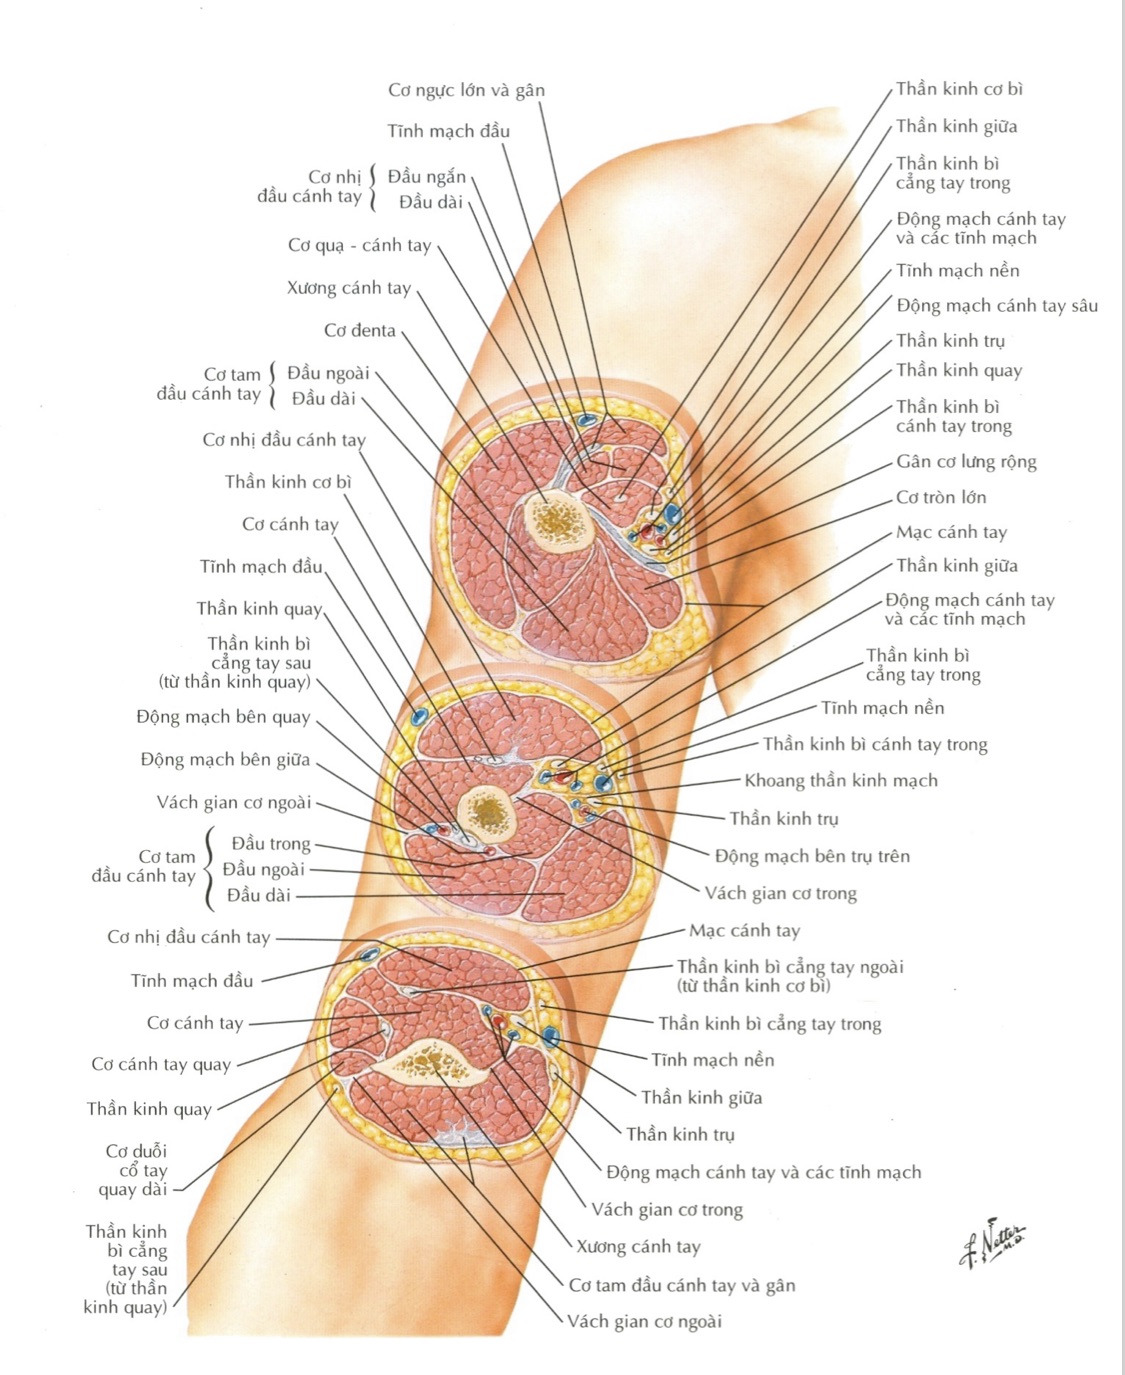 Cơ ngực lớn và gân
Tĩnh mạch đầu
Cơ nhị
đầu cánh tay
Đầu ngắn
Đầu dài
Cơ quạ - cánh tay
Xương cánh tay
Cơ đenta
Cơ tam
đầu cánh tay
Đầu ngoài
Đầu dài
Cơ nhị đầu cánh tay
Thần kinh cơ bì
Cơ cánh tay
Tĩnh mạch đầu
Thần kinh quay
Thần kinh bì
cẳng tay sau
(từ thần kinh quay)
Động mạch bên quay
Động mạch bên giữa
Vách gian cơ ngoài
Cơ tam
đầu cánh tay
Đầu trong
Đầu ngoài
Đầu dài
Cơ nhị đầu cánh tay
Tĩnh mạch đầu
Cơ cánh tay
Cơ cánh tay quay
Thần kinh quay
Cơ duỗi
cổ tay
quay dài
Thần kinh
bì cẳng
tay sau
(từ thần
kinh quay)
Thần kinh cơ bì
Thần kinh giữa
Thần kinh bì
cẳng tay trong
Động mạch cánh tay
và các tĩnh mạch
Tĩnh mạch nền
Động mạch cánh tay sâu
Thần kinh trụ
Thần kinh quay
Thần kinh bì
cánh tay trong
Gân cơ lưng rộng
Cơ tròn lớn
Mạc cánh tay
Thần kinh giữa
Động mạch cánh tay
và các tĩnh mạch
Thần kinh bì
cẳng tay trong
Tĩnh mạch nền
Thần kinh bì cánh tay trong
Khoang thần kinh mạch
Thần kinh trụ
Động mạch bên trụ trên
Vách gian cơ trong
Mạc cánh tay
Thần kinh bì cẳng tay ngoài
(từ thần kinh cơ bì)
Thần kinh bì cẳng tay trong
Tĩnh mạch nền
Thần kinh giữa
Thần kinh trụ
Động mạch cánh tay và các tĩnh mạch
Vách gian cơ trong
Xương cánh tay
Cơ tam đầu cánh tay và gân
Vách gian cơ ngoài
F. Netter
M.D.